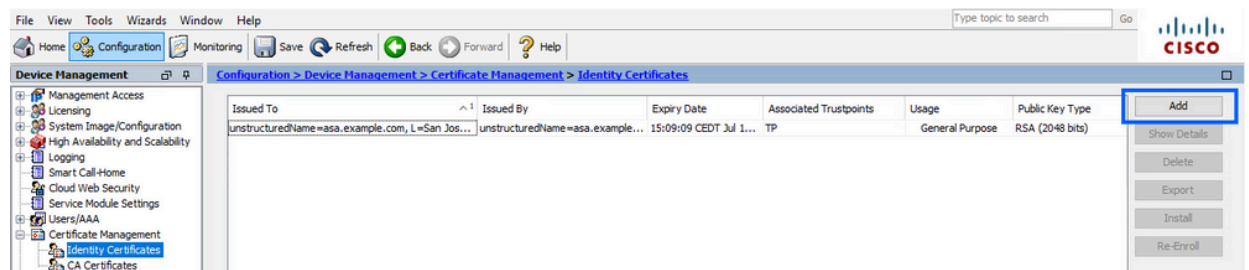 File View Tools Wizards Window Help
Type topic to search Go
Home Configuration Monitoring Save Refresh Back Forward Help
CISCO
Device Management
Configuration > Device Management > Certificate Management > Identity Certificates
Management Access
Licensing
System Image/Configuration
High Availability and Scalability
Logging
Smart Call-Home
Cloud Web Security
Service Module Settings
Users/AAA
Certificate Management
Identity Certificates
CA Certificates
Issued To 1 Issued By Expiry Date Associated Trustpoints Usage Public Key Type
unstructuredName=asa.example.com, L=San Jos... unstructuredName=asa.example... 15:09:09 CEDT Jul 1... TP General Purpose RSA (2048 bits)
Add
Show Details
Delete
Export
Install
Re-Enroll